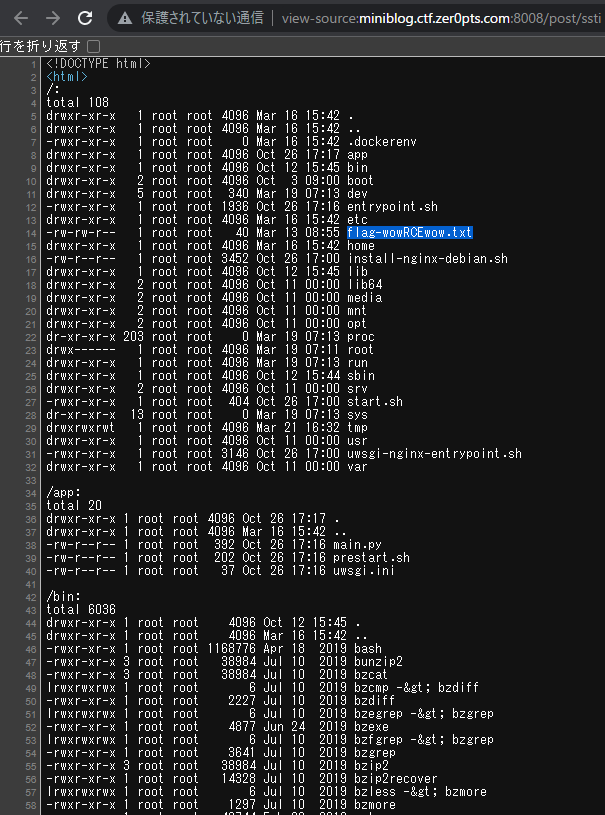 保護されていない通信 | view-source:miniblog.ctf.zer0pts.com:8008/post/ssti
行を折り返す
1 <!DOCTYPE html>
2 <html>
3 /:
4 total 108
5 drwxr-xr-x 1 root root 4096 Mar 16 15:42 .
6 drwxr-xr-x 1 root root 4096 Mar 16 15:42 ..
7 -rwxr-xr-x 1 root root 0 Mar 16 15:42 .dockerenv
8 drwxr-xr-x 1 root root 4096 Oct 26 17:17 app
9 drwxr-xr-x 1 root root 4096 Oct 12 15:45 bin
10 drwxr-xr-x 2 root root 4096 Oct 3 09:00 boot
11 drwxr-xr-x 5 root root 340 Mar 19 07:13 dev
12 -rwxr-xr-x 1 root root 1936 Oct 26 17:16 entrypoint.sh
13 drwxr-xr-x 1 root root 4096 Mar 16 15:42 etc
14 -rw-rw-r-- 1 root root 40 Mar 13 08:55 flag-wowRCEwow.txt
15 drwxr-xr-x 1 root root 4096 Mar 16 15:42 home
16 -rw-r--r-- 1 root root 3452 Oct 26 17:00 install-nginx-debian.sh
17 drwxr-xr-x 1 root root 4096 Oct 12 15:45 lib
18 drwxr-xr-x 2 root root 4096 Oct 11 00:00 lib64
19 drwxr-xr-x 2 root root 4096 Oct 11 00:00 media
20 drwxr-xr-x 2 root root 4096 Oct 11 00:00 mnt
21 drwxr-xr-x 2 root root 4096 Oct 11 00:00 opt
22 dr-xr-xr-x 203 root root 0 Mar 19 07:13 proc
23 drwx------ 1 root root 4096 Mar 19 07:11 root
24 drwxr-xr-x 1 root root 4096 Mar 19 07:13 run
25 drwxr-xr-x 1 root root 4096 Oct 12 15:44 sbin
26 drwxr-xr-x 2 root root 4096 Oct 11 00:00 srv
27 -rwxr-xr-x 1 root root 404 Oct 26 17:00 start.sh
28 dr-xr-xr-x 13 root root 0 Mar 19 07:13 sys
29 drwxrwxrwt 1 root root 4096 Mar 21 16:32 tmp
30 drwxr-xr-x 1 root root 4096 Oct 11 00:00 usr
31 -rwxr-xr-x 1 root root 3146 Oct 26 17:00 uwsgi-nginx-entrypoint.sh
32 drwxr-xr-x 1 root root 4096 Oct 11 00:00 var
33
34 /app:
35 total 20
36 drwxr-xr-x 1 root root 4096 Oct 26 17:17 .
37 drwxr-xr-x 1 root root 4096 Mar 16 15:42 ..
38 -rw-r--r-- 1 root root 392 Oct 26 17:16 main.py
39 -rw-r--r-- 1 root root 202 Oct 26 17:16 prestart.sh
40 -rw-r--r-- 1 root root 37 Oct 26 17:16 uwsgi.ini
41
42 /bin:
43 total 6036
44 drwxr-xr-x 1 root root 4096 Oct 12 15:45 .
45 drwxr-xr-x 1 root root 4096 Mar 16 15:42 ..
46 -rwxr-xr-x 1 root root 1168776 Apr 18 2019 bash
47 -rwxr-xr-x 3 root root 38984 Jul 10 2019 bunzip2
48 -rwxr-xr-x 3 root root 38984 Jul 10 2019 bzcat
49 lrwxrwxrwx 1 root root 6 Jul 10 2019 bzcmp -&gt; bzdiff
50 -rwxr-xr-x 1 root root 2227 Jul 10 2019 bzdiff
51 lrwxrwxrwx 1 root root 6 Jul 10 2019 bzegrep -&gt; bzgrep
52 -rwxr-xr-x 1 root root 4877 Jun 24 2019 bzexe
53 lrwxrwxrwx 1 root root 6 Jul 10 2019 bzfgrep -&gt; bzgrep
54 -rwxr-xr-x 1 root root 3641 Jul 10 2019 bzgrep
55 -rwxr-xr-x 3 root root 38984 Jul 10 2019 bzip2
56 -rwxr-xr-x 1 root root 14328 Jul 10 2019 bzip2recover
57 lrwxrwxrwx 1 root root 6 Jul 10 2019 bzless -&gt; bzmore
58 -rwxr-xr-x 1 root root 1297 Jul 10 2019 bzmore